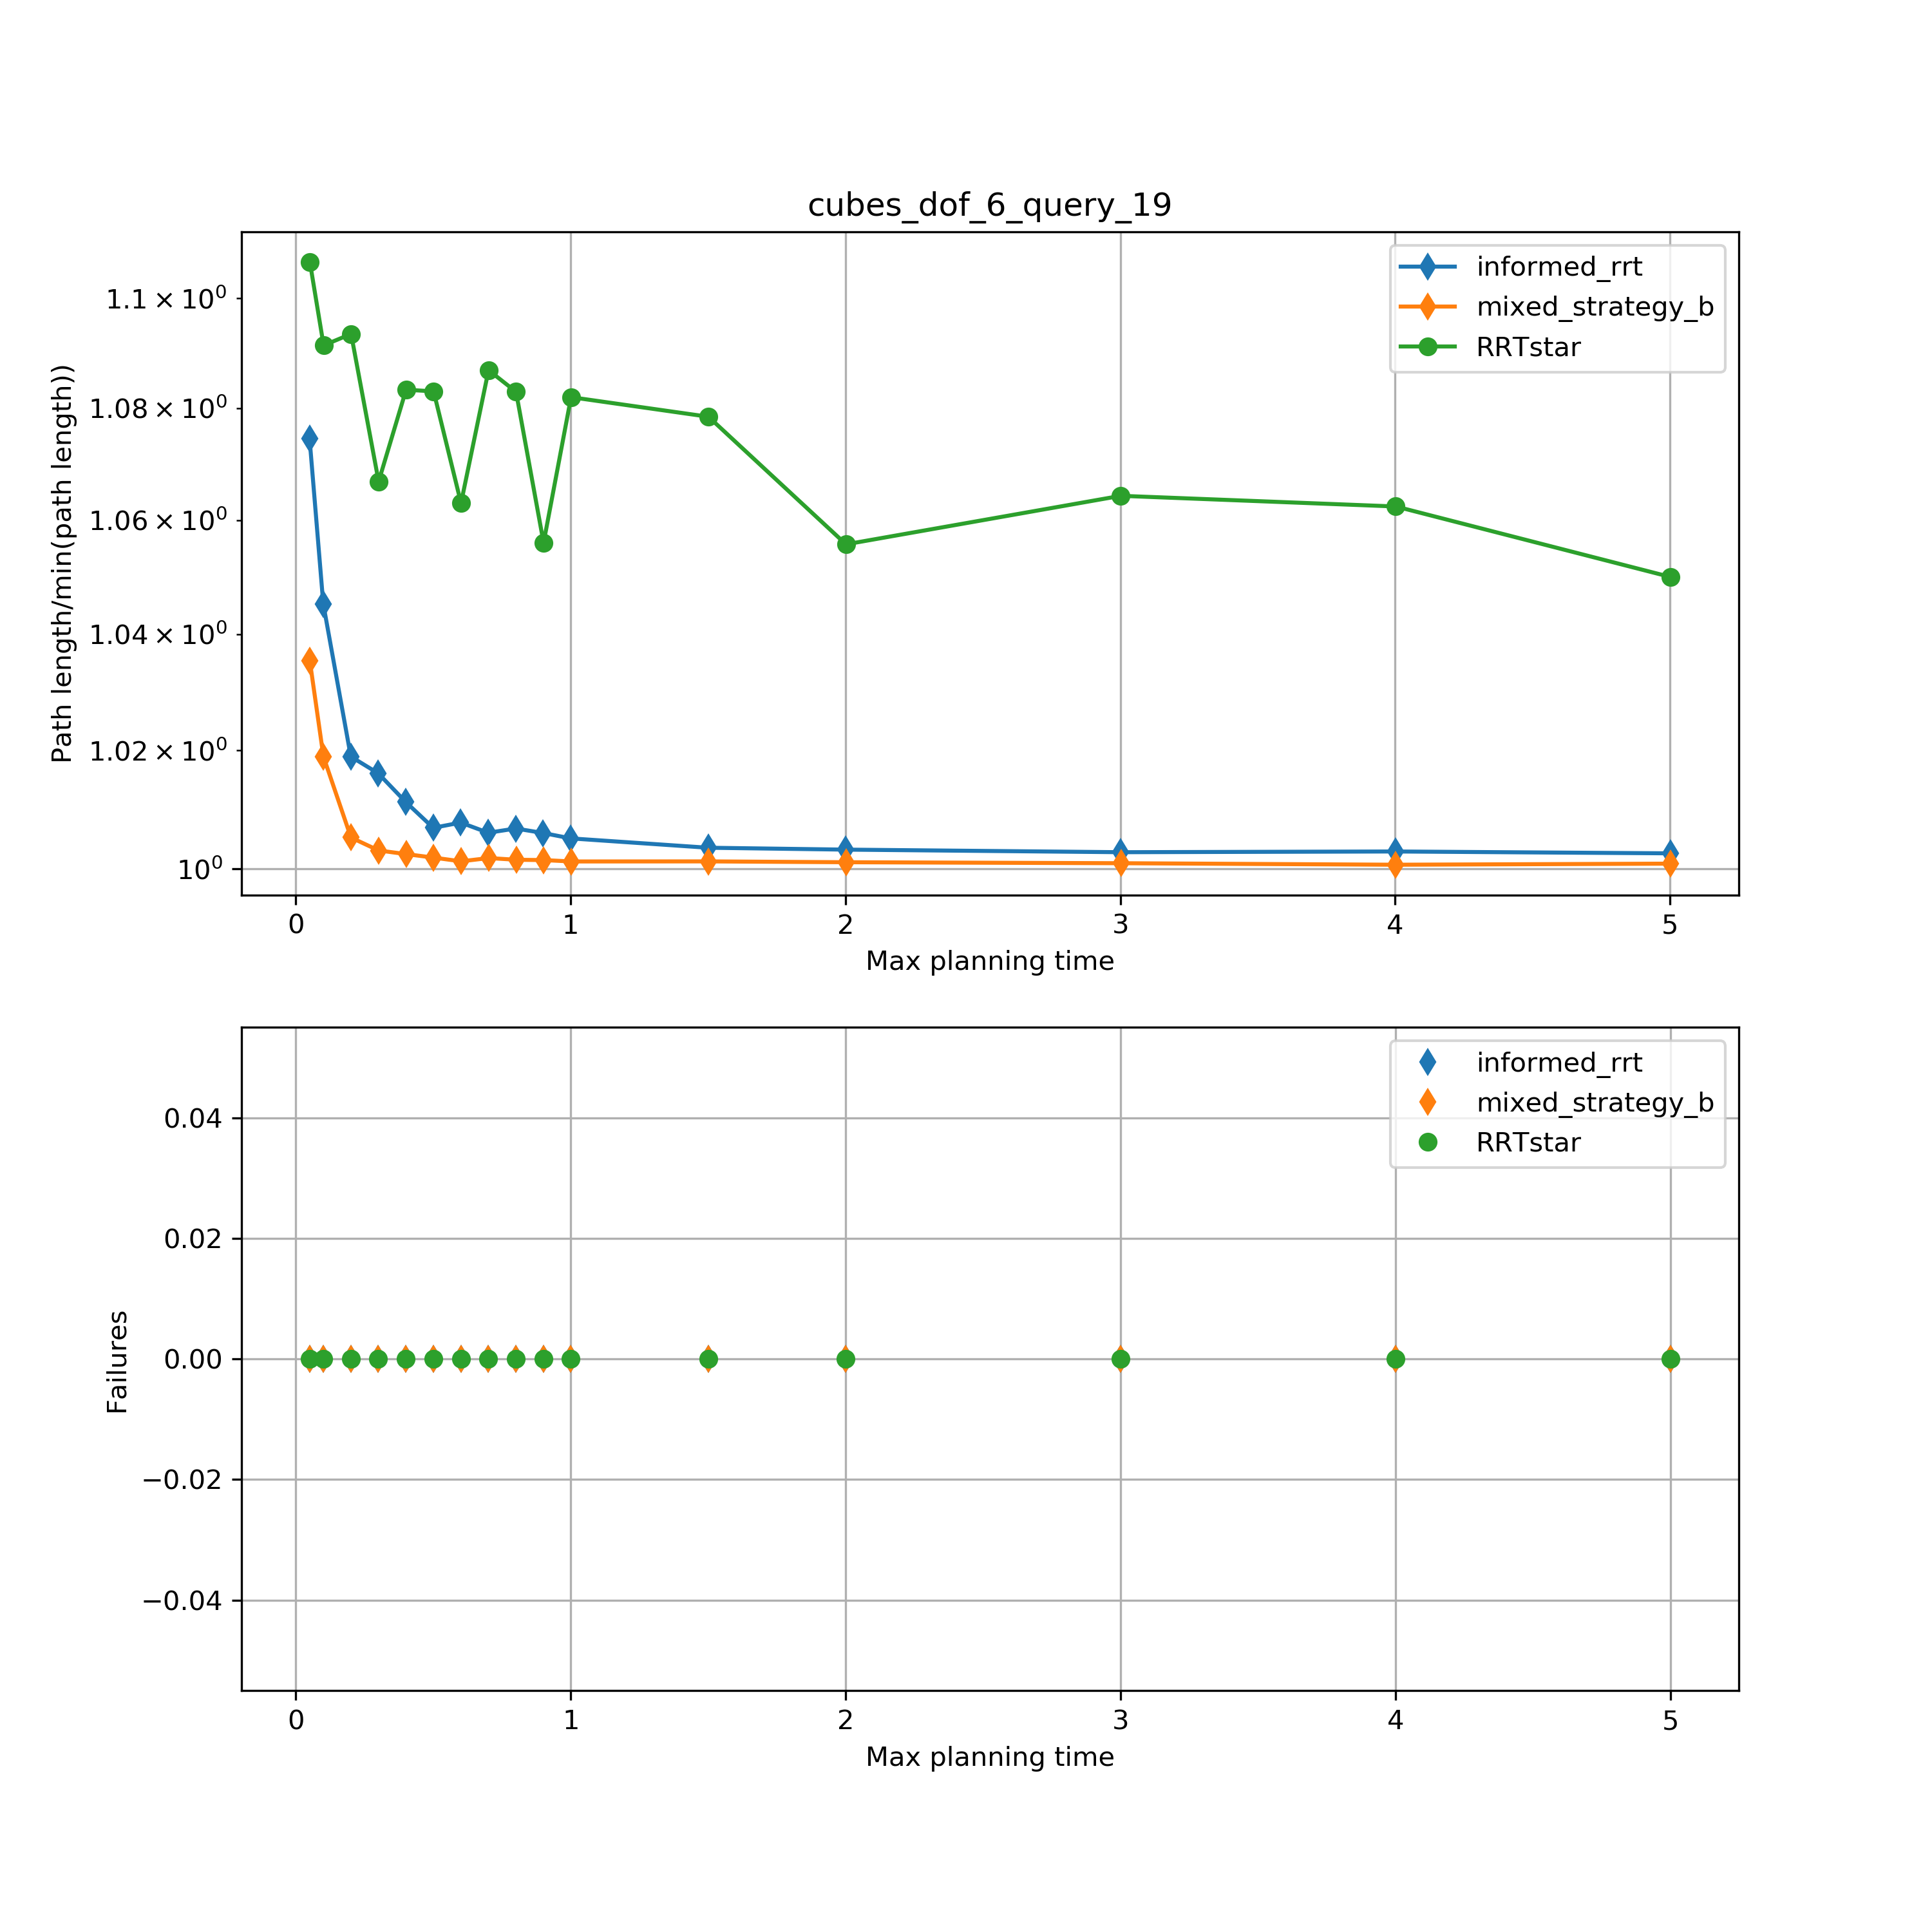 cubes_dof_6_query_19
Path length/min(path length))
1.1 × 10⁰
1.08 × 10⁰
1.06 × 10⁰
1.04 × 10⁰
1.02 × 10⁰
10⁰
informed_rrt
mixed_strategy_b
RRTstar
0 1 2 3 4 5
Max planning time
Failures
0.04
0.02
0.00
−0.02
−0.04
informed_rrt
mixed_strategy_b
RRTstar
0 1 2 3 4 5
Max planning time